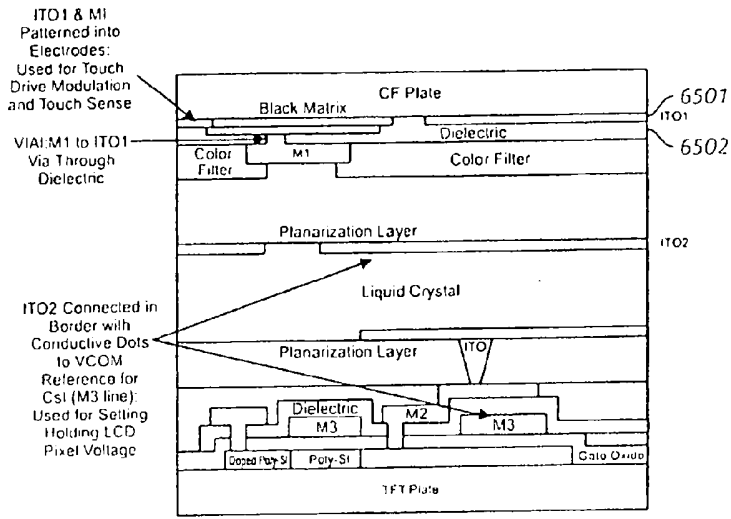 ITO1 & M1
Patterned into
Electrodes:
Used for Touch
Drive Modulation
and Touch Sense
VIA1:M1 to ITO1
Via Through
Dielectric
CF Plate
Black Matrix
ITO1
6501
Dielectric
6502
Color
Filter
M1
Color Filter
Planarization Layer
ITO2
Liquid Crystal
ITO2 Connected in
Border with
Conductive Dots
to VCOM
Reference for
Cst (M3 line):
Used for Setting
Holding LCD
Pixel Voltage
Planarization Layer
ITO
Dielectric
M3
M2
M3
Doped Poly-Si
Poly-Si
Gate Oxide
TFT Plate